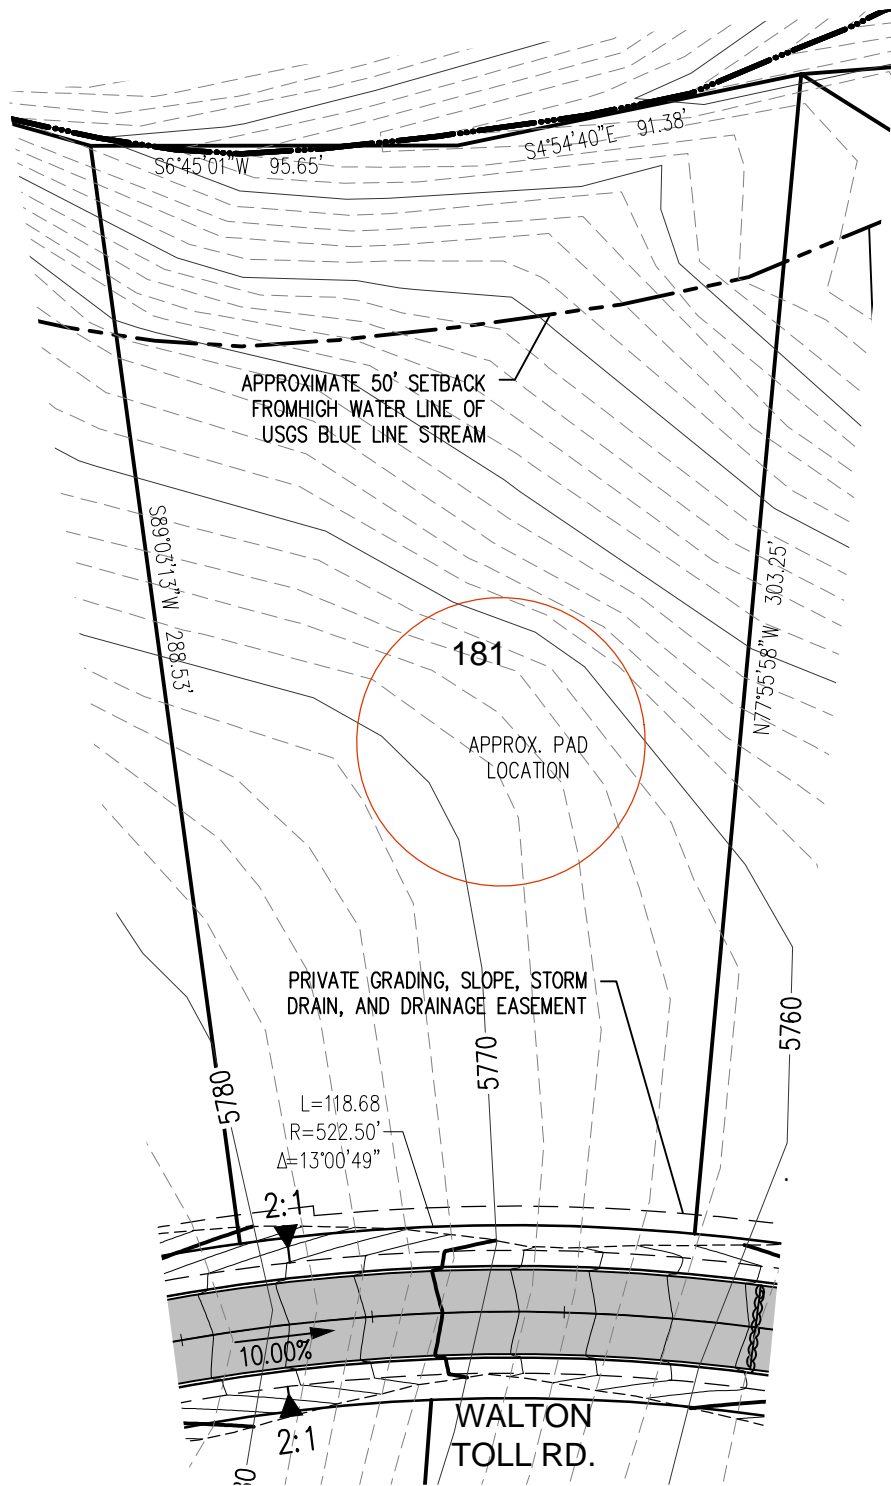 S6°45'01"W 95.65'
S4°54'40"E 91.38'
APPROXIMATE 50' SETBACK
FROMHIGH WATER LINE OF
USGS BLUE LINE STREAM
S89°03'13"W 288.53'
N77°55'58"W 303.25'
181
APPROX. PAD
LOCATION
PRIVATE GRADING, SLOPE, STORM
DRAIN, AND DRAINAGE EASEMENT
5760
5770
5780
L=118.68
R=522.50'
Δ=13°00'49"
2:1
10.00%
2:1
WALTON
TOLL RD.